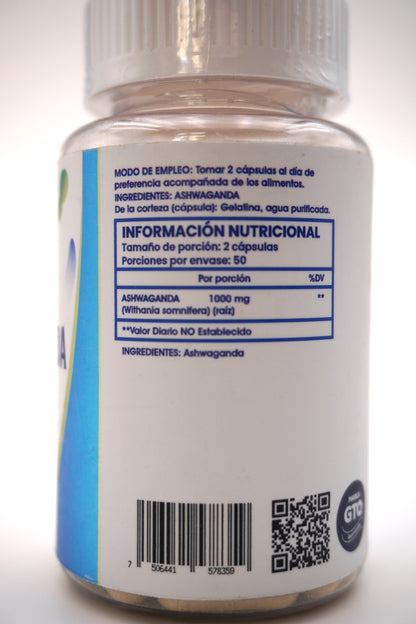 MODO DE EMPLEO: Tomar 2 cápsulas al día de
preferencia acompañada de los alimentos.
INGREDIENTES: ASHWAGANDA
De la corteza (cápsula): Gelatina, agua purificada.
INFORMACIÓN NUTRICIONAL
Tamaño de porción: 2 cápsulas
Porciones por envase: 50
Por porción %DV
ASHWAGANDA 1000 mg **
(Withania somnifera) (raíz)
**Valor Diario NO Establecido
INGREDIENTES: Ashwaganda
7 506441 578359
MARCA
GTO